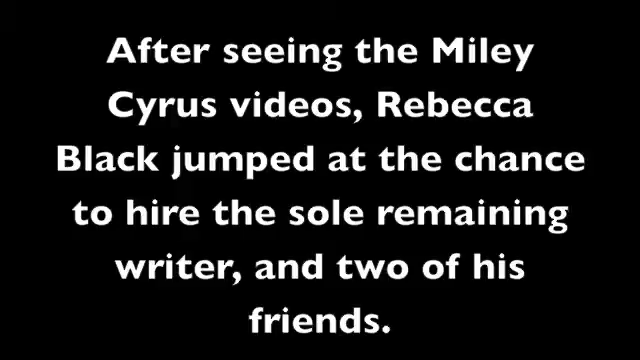 After seeing the Miley
Cyrus videos, Rebecca
Black jumped at the chance
to hire the sole remaining
writer, and two of his
friends.